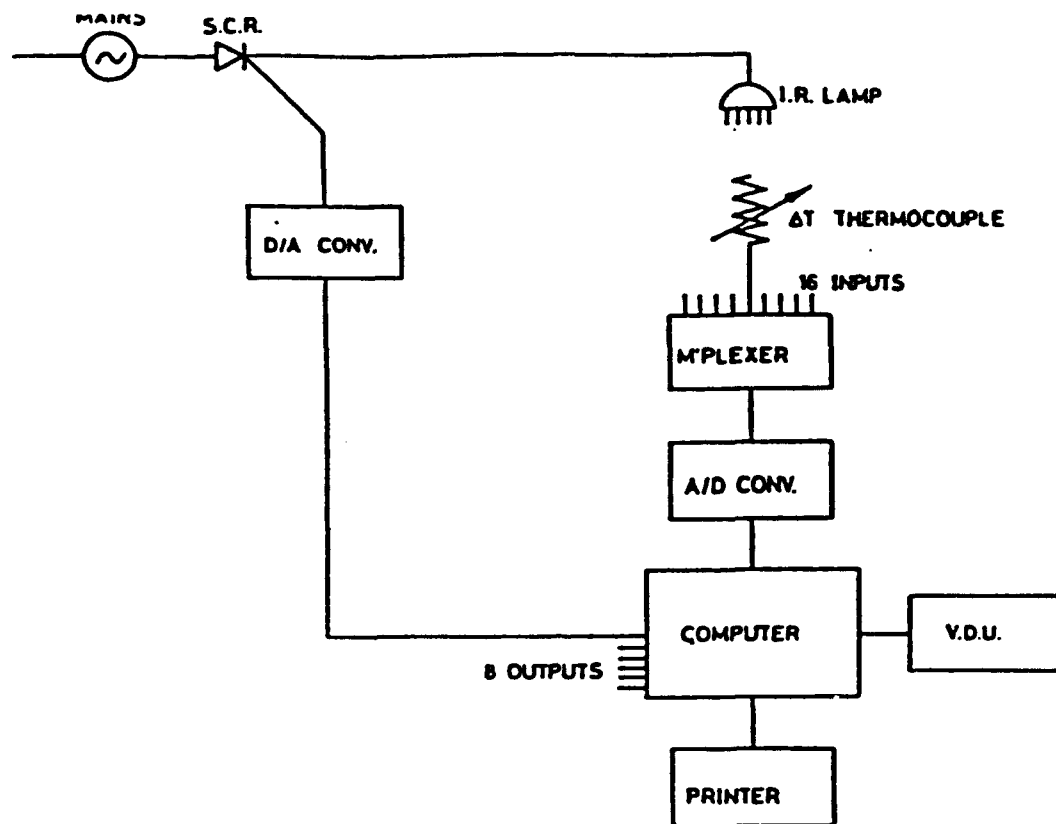 MAINS
S.C.R.
I.R. LAMP
D/A CONV.
ΔT THERMOCOUPLE
16 INPUTS
M'PLEXER
A/D CONV.
COMPUTER
V.D.U.
8 OUTPUTS
PRINTER